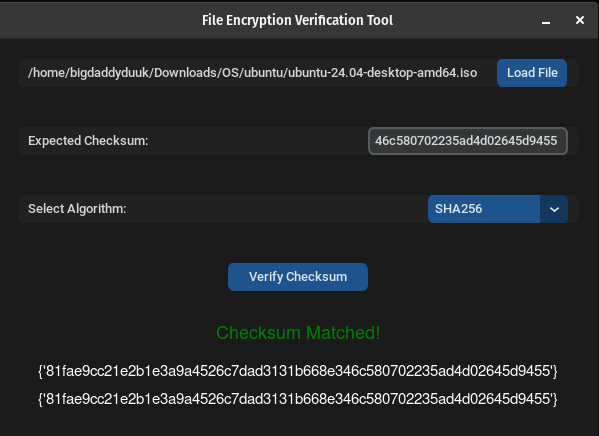 File Encryption Verification Tool
/home/bigdaddyduuk/Downloads/OS/ubuntu/ubuntu-24.04-desktop-amd64.iso Load File
Expected Checksum: 46c580702235ad4d02645d9455
Select Algorithm: SHA256
Verify Checksum
Checksum Matched!
{'81fae9cc21e2b1e3a9a4526c7dad3131b668e346c580702235ad4d02645d9455'}
{'81fae9cc21e2b1e3a9a4526c7dad3131b668e346c580702235ad4d02645d9455'}